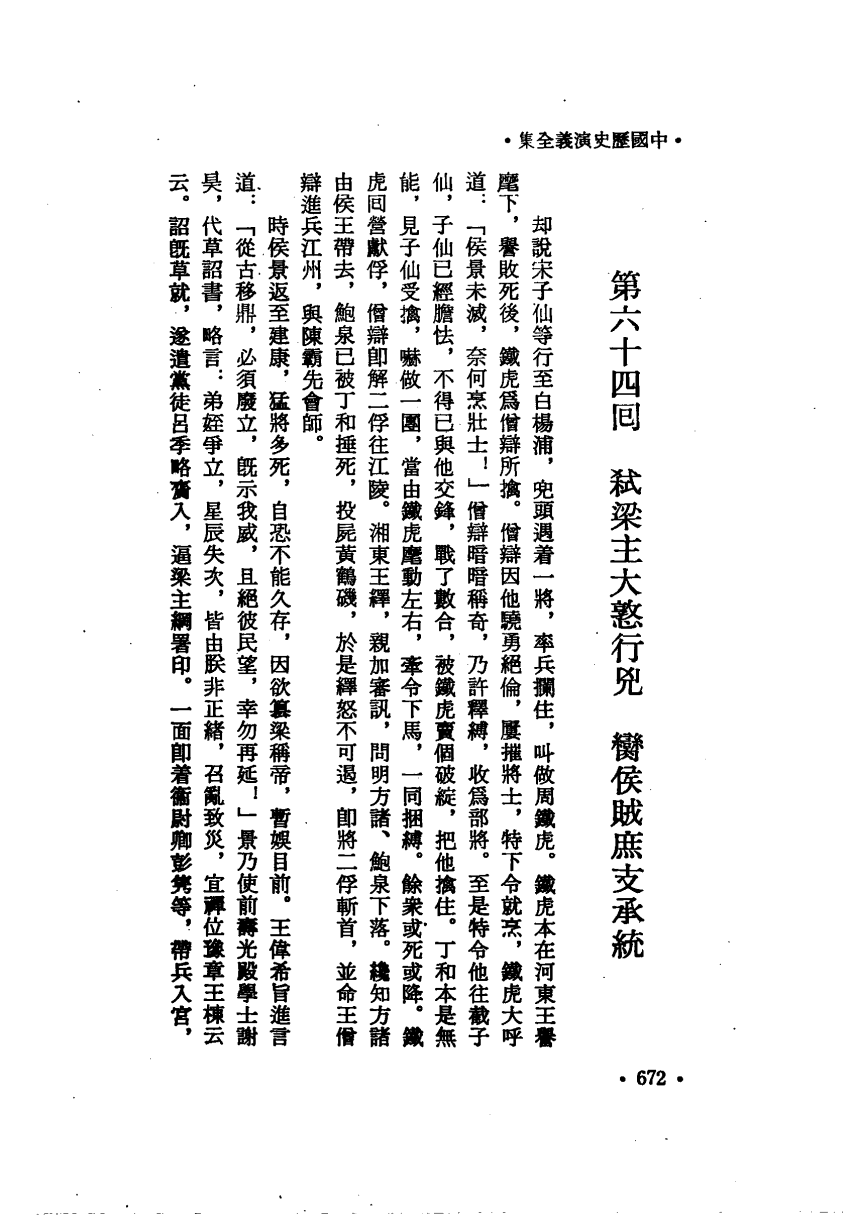 •中國歷史演義全集•
第六十四回　弒梁主大憝行兇　臠侯賊庶支承統
却說宋子仙等行至白楊浦，兜頭遇着一將，率兵攔住，叫做周鐵虎。鐵虎本在河東王譽
麾下，譽敗死後，鐵虎爲僧辯所擒。僧辯因他驍勇絕倫，屢摧將士，特下令就烹，鐵虎大呼
道：「侯景未滅，奈何烹壯士！」僧辯暗暗稱奇，乃許釋縛，收爲部將。至是特令他往截子
仙，子仙已經膽怯，不得已與他交鋒，戰了數合，被鐵虎賣個破綻，把他擒住。丁和本是無
能，見子仙受擒，嚇做一團，當由鐵虎麾動左右，牽令下馬，一同捆縛。餘衆或死或降。鐵
虎回營獻俘，僧辯卽解二俘往江陵。湘東王繹，親加審訊，問明方諸、鮑泉下落。纔知方諸
由侯王帶去，鮑泉已被丁和捶死，投屍黃鶴磯，於是繹怒不可遏，卽將二俘斬首，並命王僧
辯進兵江州，與陳霸先會師。
時侯景返至建康，猛將多死，自恐不能久存，因欲篡梁稱帝，暫娛目前。王偉希旨進言
道：「從古移鼎，必須廢立，旣示我威，且絕彼民望，幸勿再延！」景乃使前壽光殿學士謝
昊，代草詔書，略言：弟姪爭立，星辰失次，皆由朕非正緒，召亂致災，宜禪位豫章王棟云
云。詔旣草就，遂遣黨徒呂季略齎入，逼梁主綱署印。一面卽着衞尉卿彭雋等，帶兵入宮，
•672•